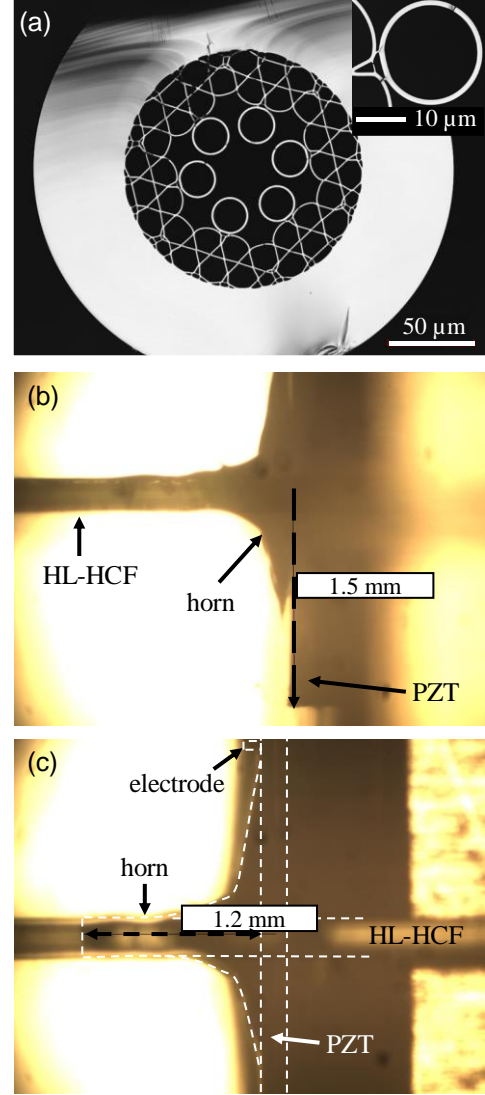 (a)
10 µm
50 µm
(b)
HL-HCF
horn
1.5 mm
PZT
(c)
electrode
horn
1.2 mm
HL-HCF
PZT